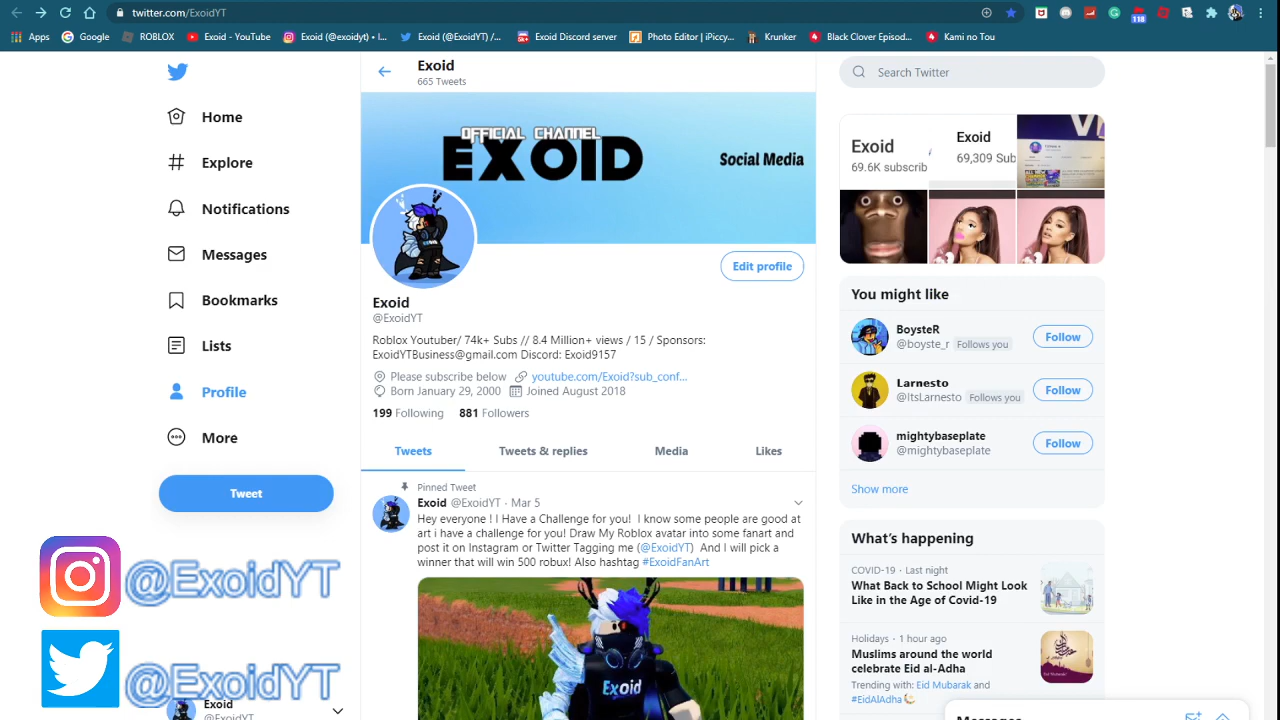 twitter.com/ExoidYT
118
Apps
Google
ROBLOX
Exoid - YouTube
Exoid (@exoidyt) • I...
Exoid (@ExoidYT) /...
Exoid Discord server
Photo Editor | iPiccy...
Krunker
Black Clover Episod...
Kami no Tou
Home
Explore
Notifications
Messages
Bookmarks
Lists
Profile
More
Tweet
@ExoidYT
@ExoidYT
Exoid
@ExoidYT
Exoid
665 Tweets
OFFICIAL CHANNEL
EXOID
Social Media
Edit profile
Exoid
@ExoidYT
Roblox Youtuber/ 74k+ Subs // 8.4 Million+ views / 15 / Sponsors:
ExoidYTBusiness@gmail.com Discord: Exoid9157
Please subscribe below
youtube.com/Exoid?sub_conf...
Born January 29, 2000
Joined August 2018
199 Following
881 Followers
Tweets
Tweets & replies
Media
Likes
Pinned Tweet
Exoid @ExoidYT · Mar 5
Hey everyone ! I Have a Challenge for you! I know some people are good at
art i have a challenge for you! Draw My Roblox avatar into some fanart and
post it on Instagram or Twitter Tagging me (@ExoidYT) And I will pick a
winner that will win 500 robux! Also hashtag #ExoidFanArt
Exoid
Search Twitter
Exoid
69.6K subscrib
Exoid
69,309 Sub
You might like
BoysteR
@boyste_r Follows you
Follow
Larnesto
@ItsLarnesto Follows you
Follow
mightybaseplate
@mightybaseplate
Follow
Show more
What's happening
COVID-19 · Last night
What Back to School Might Look
Like in the Age of Covid-19
Holidays · 1 hour ago
Muslims around the world
celebrate Eid al-Adha
Trending with: Eid Mubarak and
#EidAlAdha
Messages